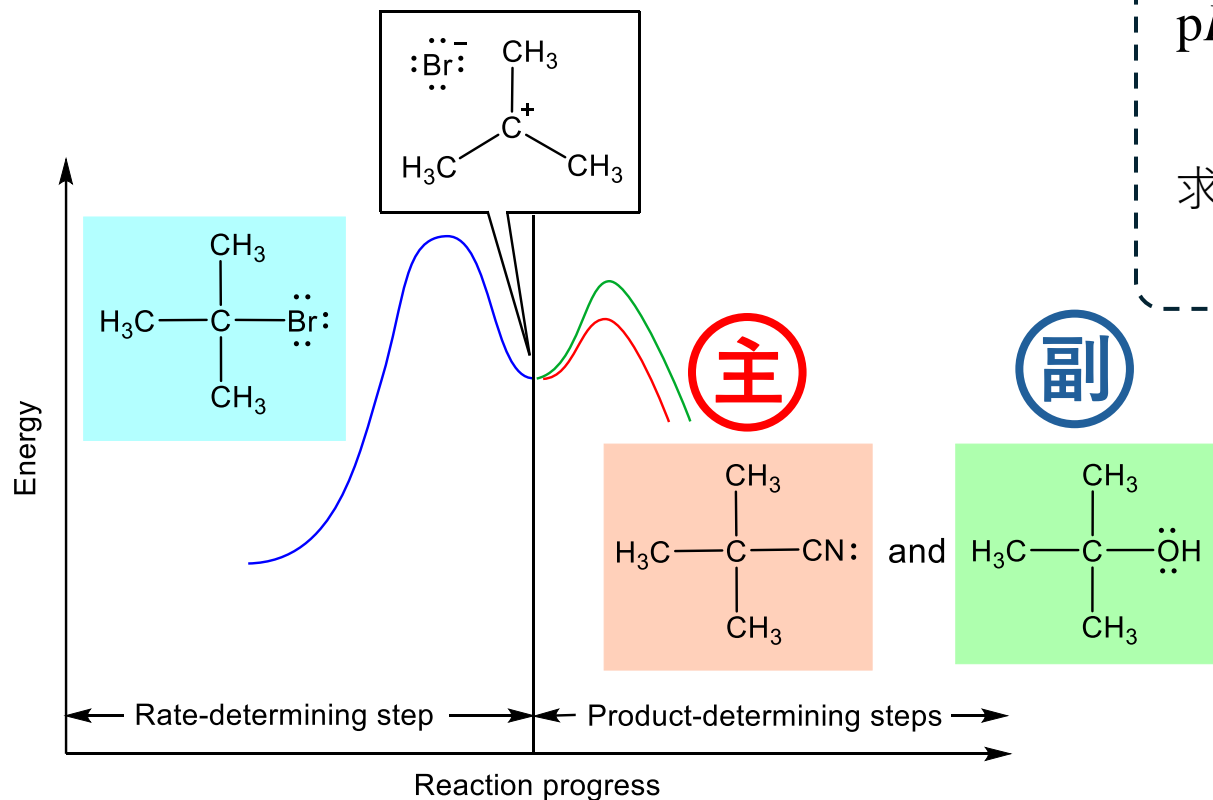 Br
CH3
C+
H3C
CH3
p
求
CH3
H3C
C
Br
CH3
主
副
Energy
CH3
H3C
C
CN:
CH3
and
CH3
H3C
C
OH
CH3
Rate-determining step
Product-determining steps
Reaction progress